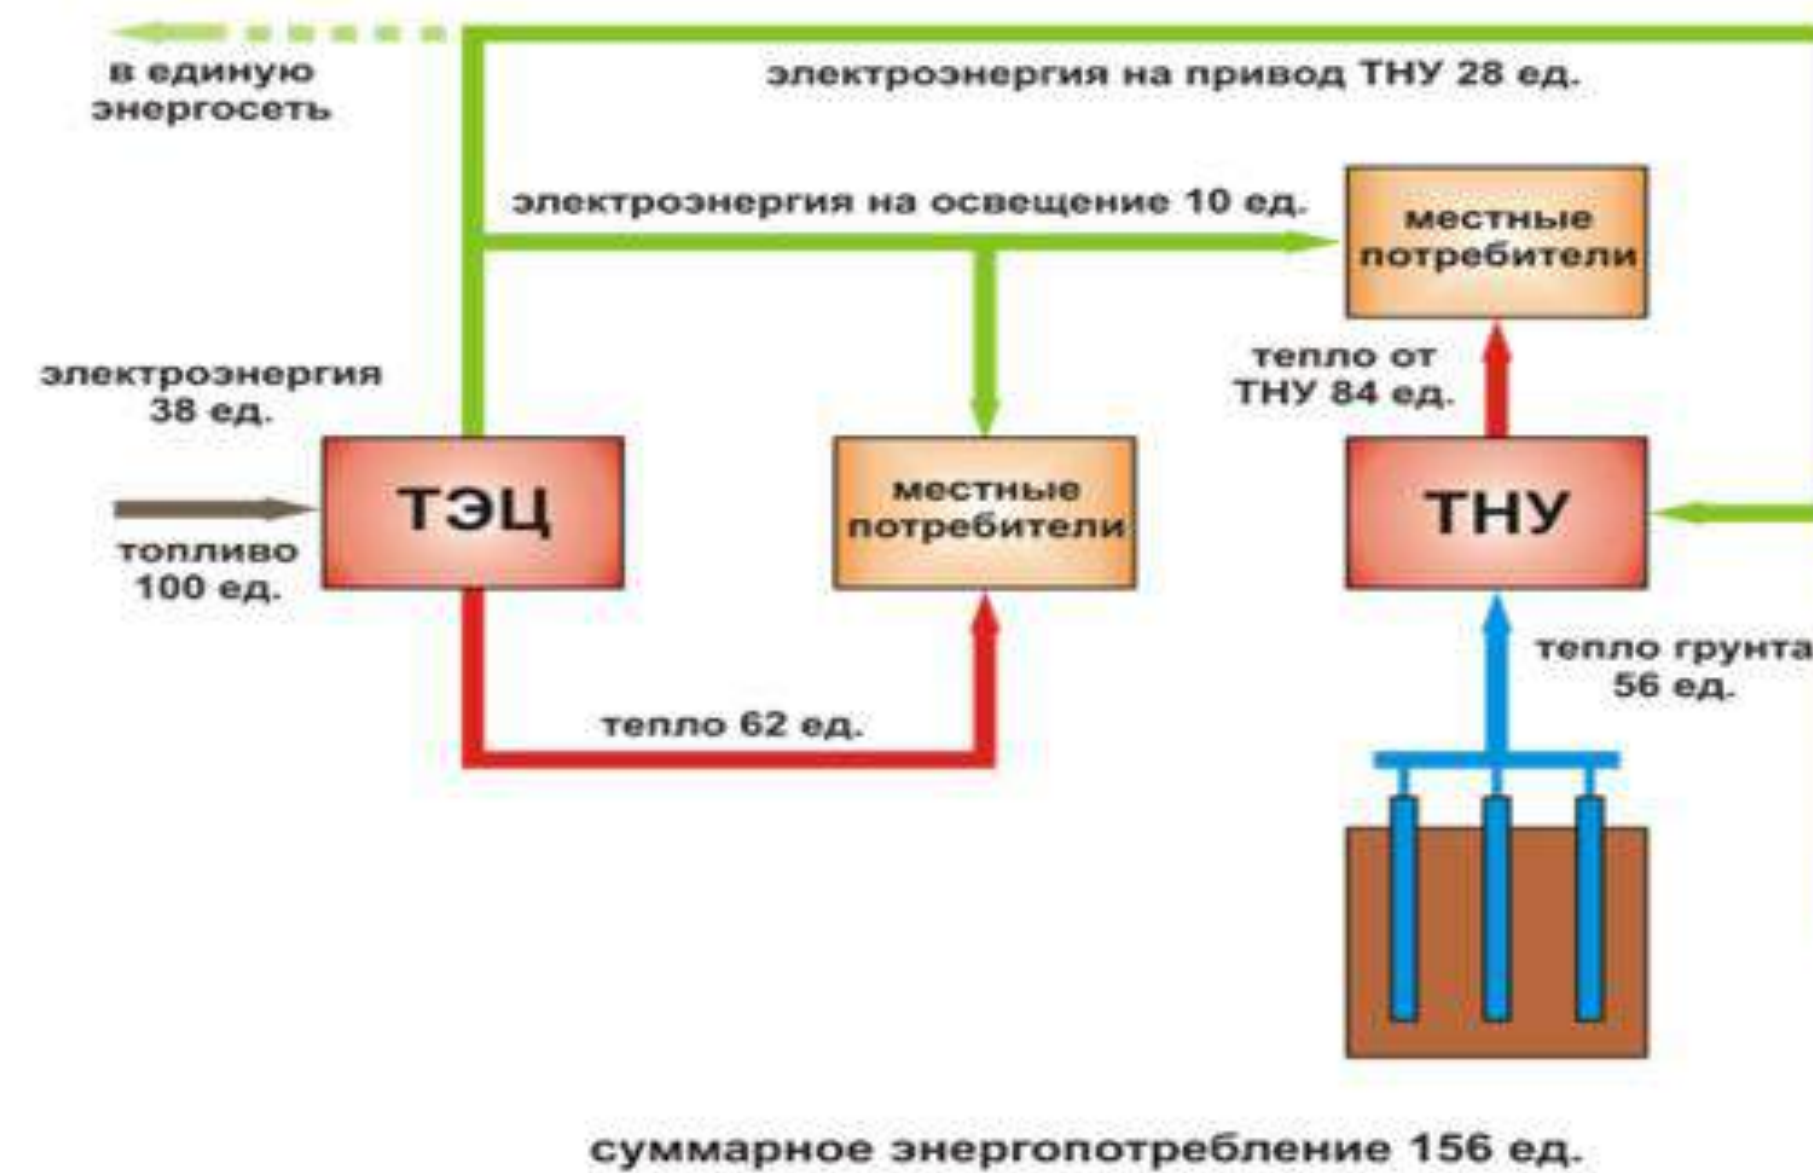 в единую
энергосеть
электроэнергия на привод ТНУ 28 ед.
электроэнергия на освещение 10 ед.
местные
потребители
тепло от
ТНУ 84 ед.
электроэнергия
38 ед.
ТЭЦ
местные
потребители
ТНУ
топливо
100 ед.
тепло грунта
56 ед.
тепло 62 ед.
суммарное энергопотребление 156 ед.